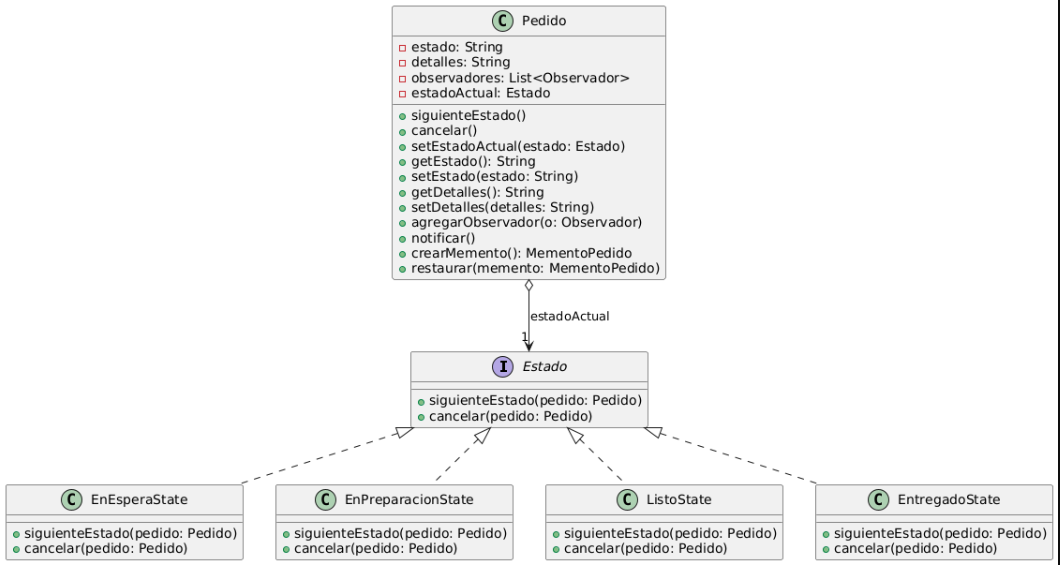 C Pedido
estado: String
detalles: String
observadores: List<Observador>
estadoActual: Estado
siguienteEstado()
cancelar()
setEstadoActual(estado: Estado)
getEstado(): String
setEstado(estado: String)
getDetalles(): String
setDetalles(detalles: String)
agregarObservador(o: Observador)
notificar()
crearMemento(): MementoPedido
restaurar(memento: MementoPedido)
estadoActual
1
I Estado
siguienteEstado(pedido: Pedido)
cancelar(pedido: Pedido)
C EnEsperaState
siguienteEstado(pedido: Pedido)
cancelar(pedido: Pedido)
C EnPreparacionState
siguienteEstado(pedido: Pedido)
cancelar(pedido: Pedido)
C ListoState
siguienteEstado(pedido: Pedido)
cancelar(pedido: Pedido)
C EntregadoState
siguienteEstado(pedido: Pedido)
cancelar(pedido: Pedido)